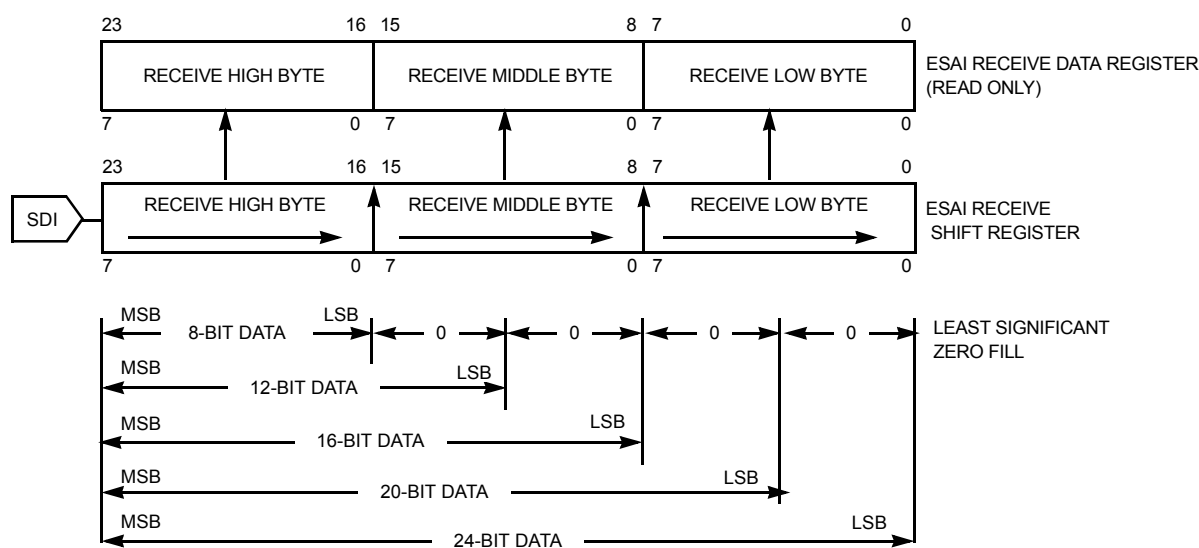 23 16 15 8 7 0
RECEIVE HIGH BYTE RECEIVE MIDDLE BYTE RECEIVE LOW BYTE
ESAI RECEIVE DATA REGISTER
(READ ONLY)
7 0 7 0 7 0
23 16 15 8 7 0
SDI
RECEIVE HIGH BYTE RECEIVE MIDDLE BYTE RECEIVE LOW BYTE
ESAI RECEIVE
SHIFT REGISTER
7 0 7 0 7 0
MSB 8-BIT DATA LSB 0 0 0 0
LEAST SIGNIFICANT
ZERO FILL
MSB 12-BIT DATA LSB
MSB 16-BIT DATA LSB
MSB 20-BIT DATA LSB
MSB 24-BIT DATA LSB